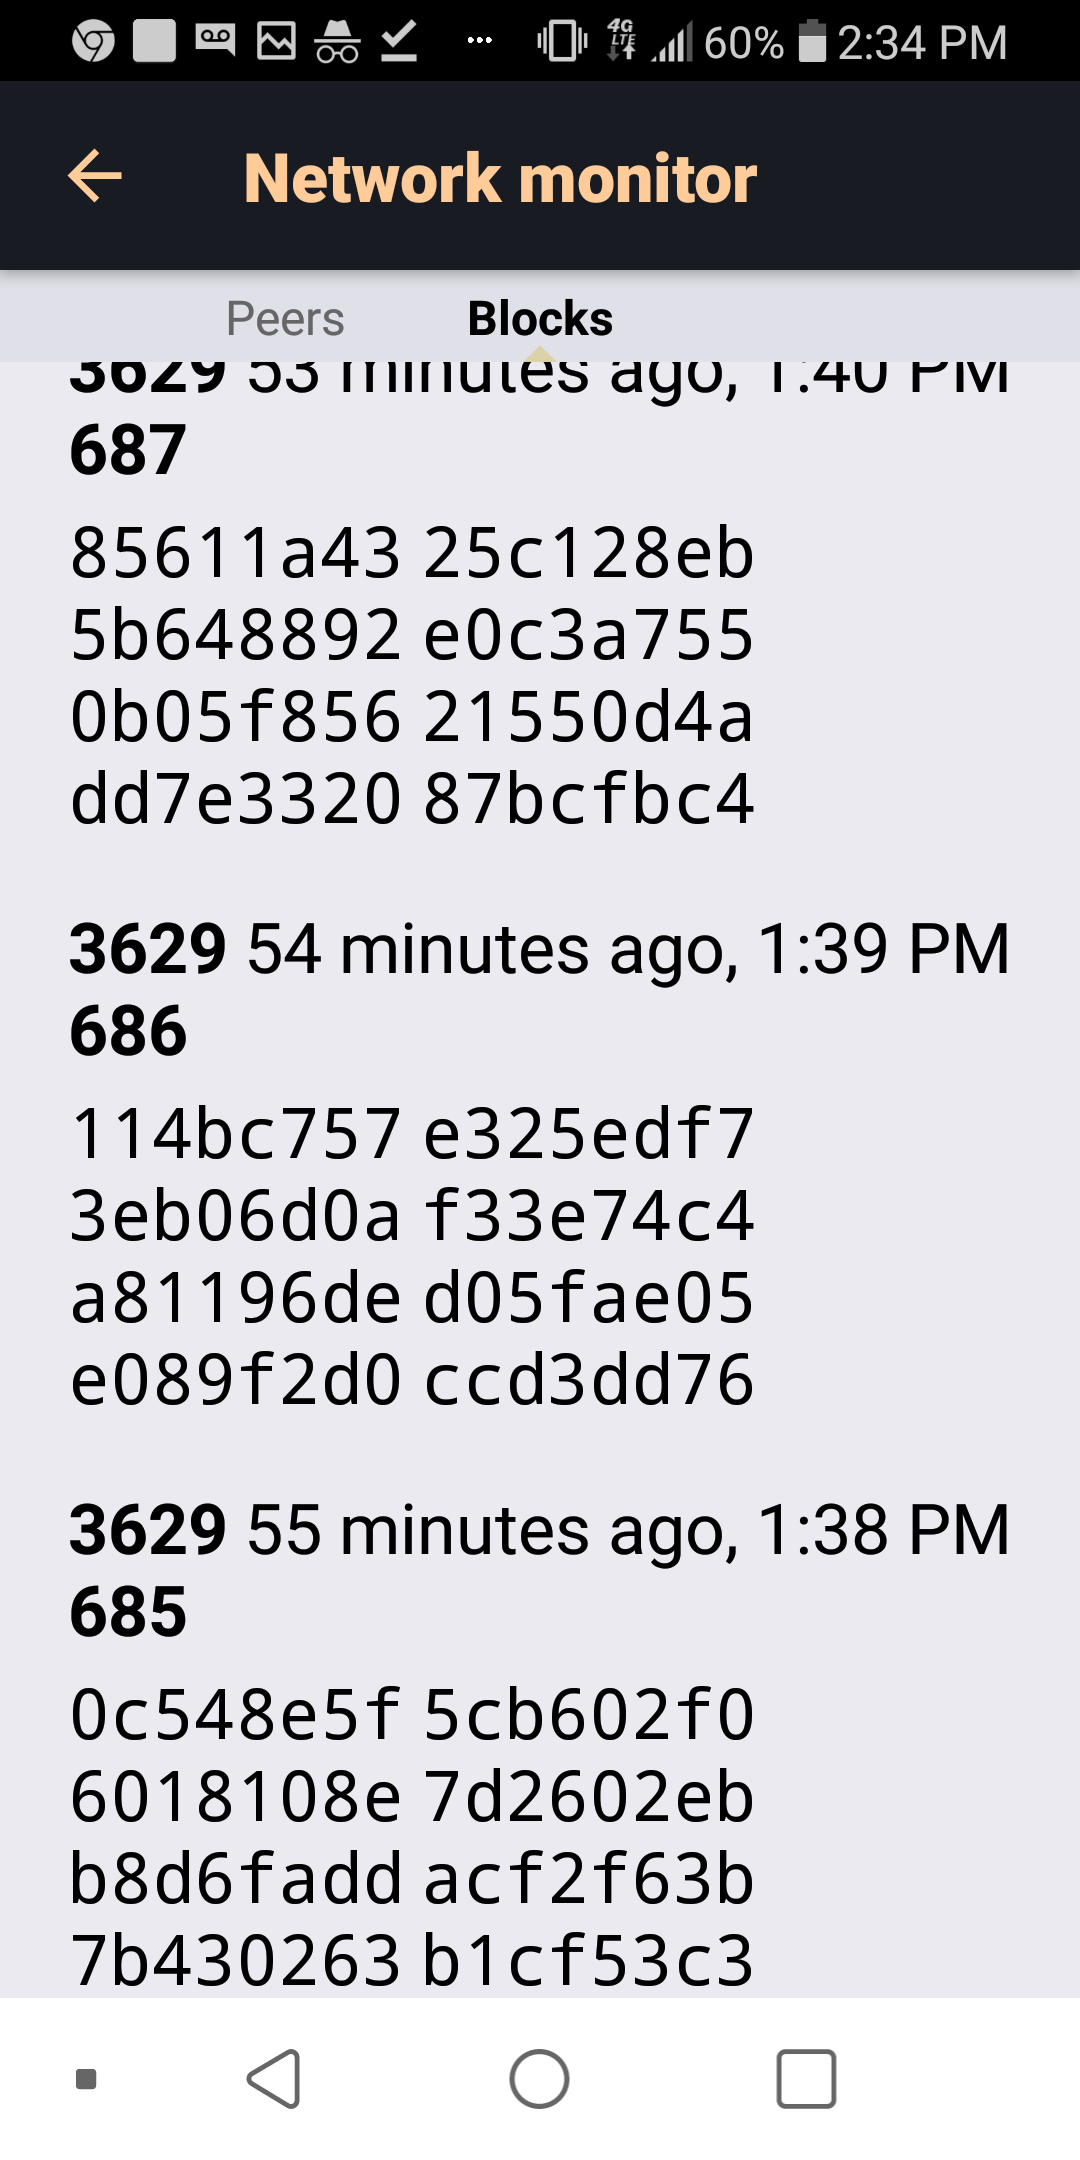 4G
LTE
60% 2:34 PM
Network monitor
Peers Blocks
3629 53 minutes ago, 1:40 PM
687
85611a43 25c128eb
5b648892 e0c3a755
0b05f856 21550d4a
dd7e3320 87bcfbc4
3629 54 minutes ago, 1:39 PM
686
114bc757 e325edf7
3eb06d0a f33e74c4
a81196de d05fae05
e089f2d0 ccd3dd76
3629 55 minutes ago, 1:38 PM
685
0c548e5f 5cb602f0
6018108e 7d2602eb
b8d6fadd acf2f63b
7b430263 b1cf53c3